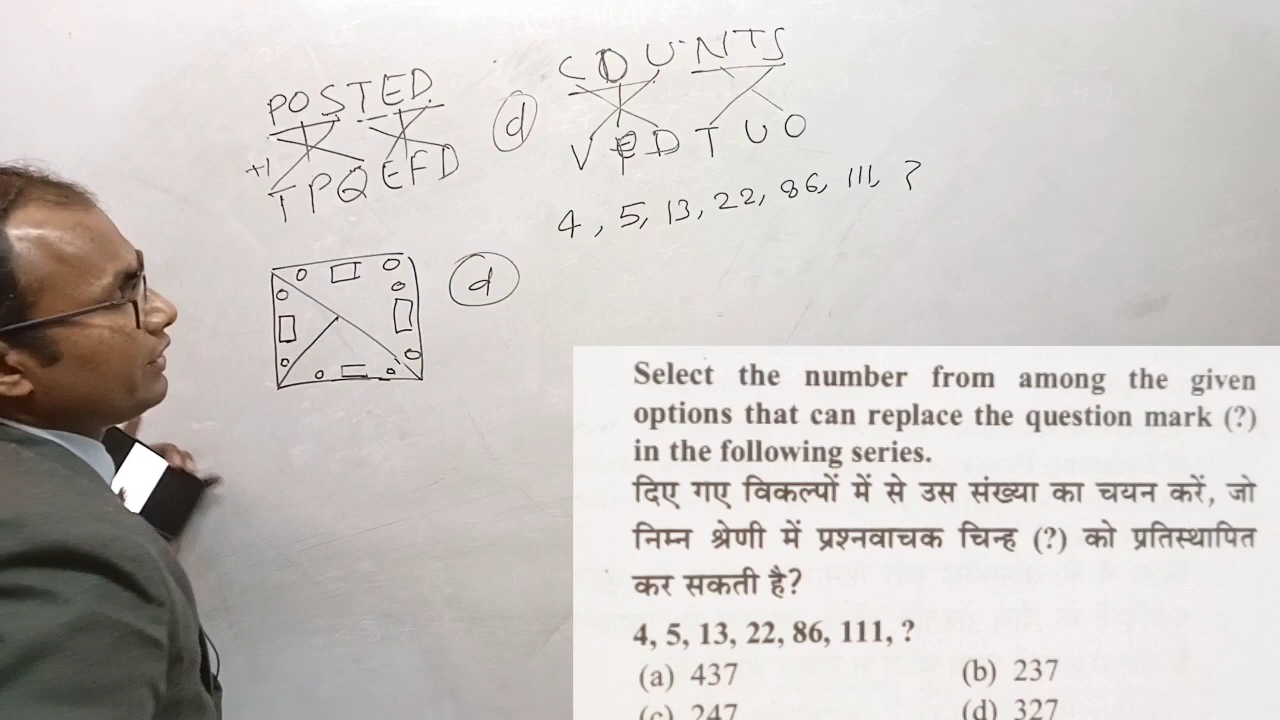 POSTED
+1
TPQEFD
(d)
COUNTS
VPDTUO
4, 5, 13, 22, 86, 111, ?
(d)
Select the number from among the given
options that can replace the question mark (?)
in the following series.
दिए गए विकल्पों में से उस संख्या का चयन करें, जो
निम्न श्रेणी में प्रश्नवाचक चिन्ह (?) को प्रतिस्थापित
कर सकती है?
4, 5, 13, 22, 86, 111, ?
(a) 437 (b) 237
(c) 247 (d) 327